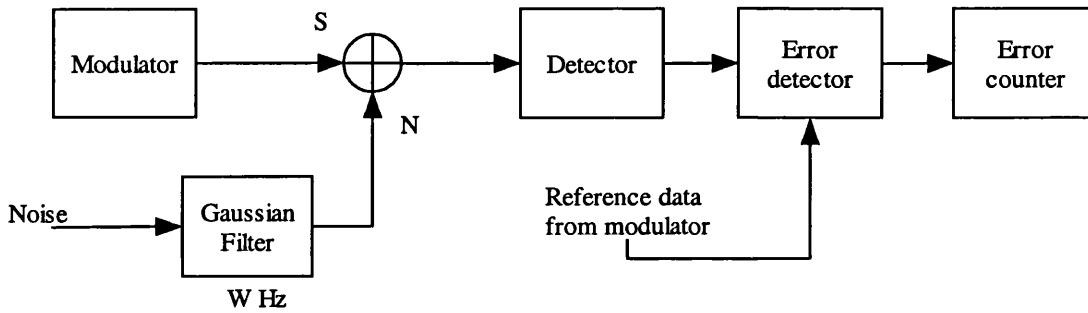 S
Modulator
Detector
Error
detector
Error
counter
N
Reference data
from modulator
Noise
Gaussian
Filter
W Hz